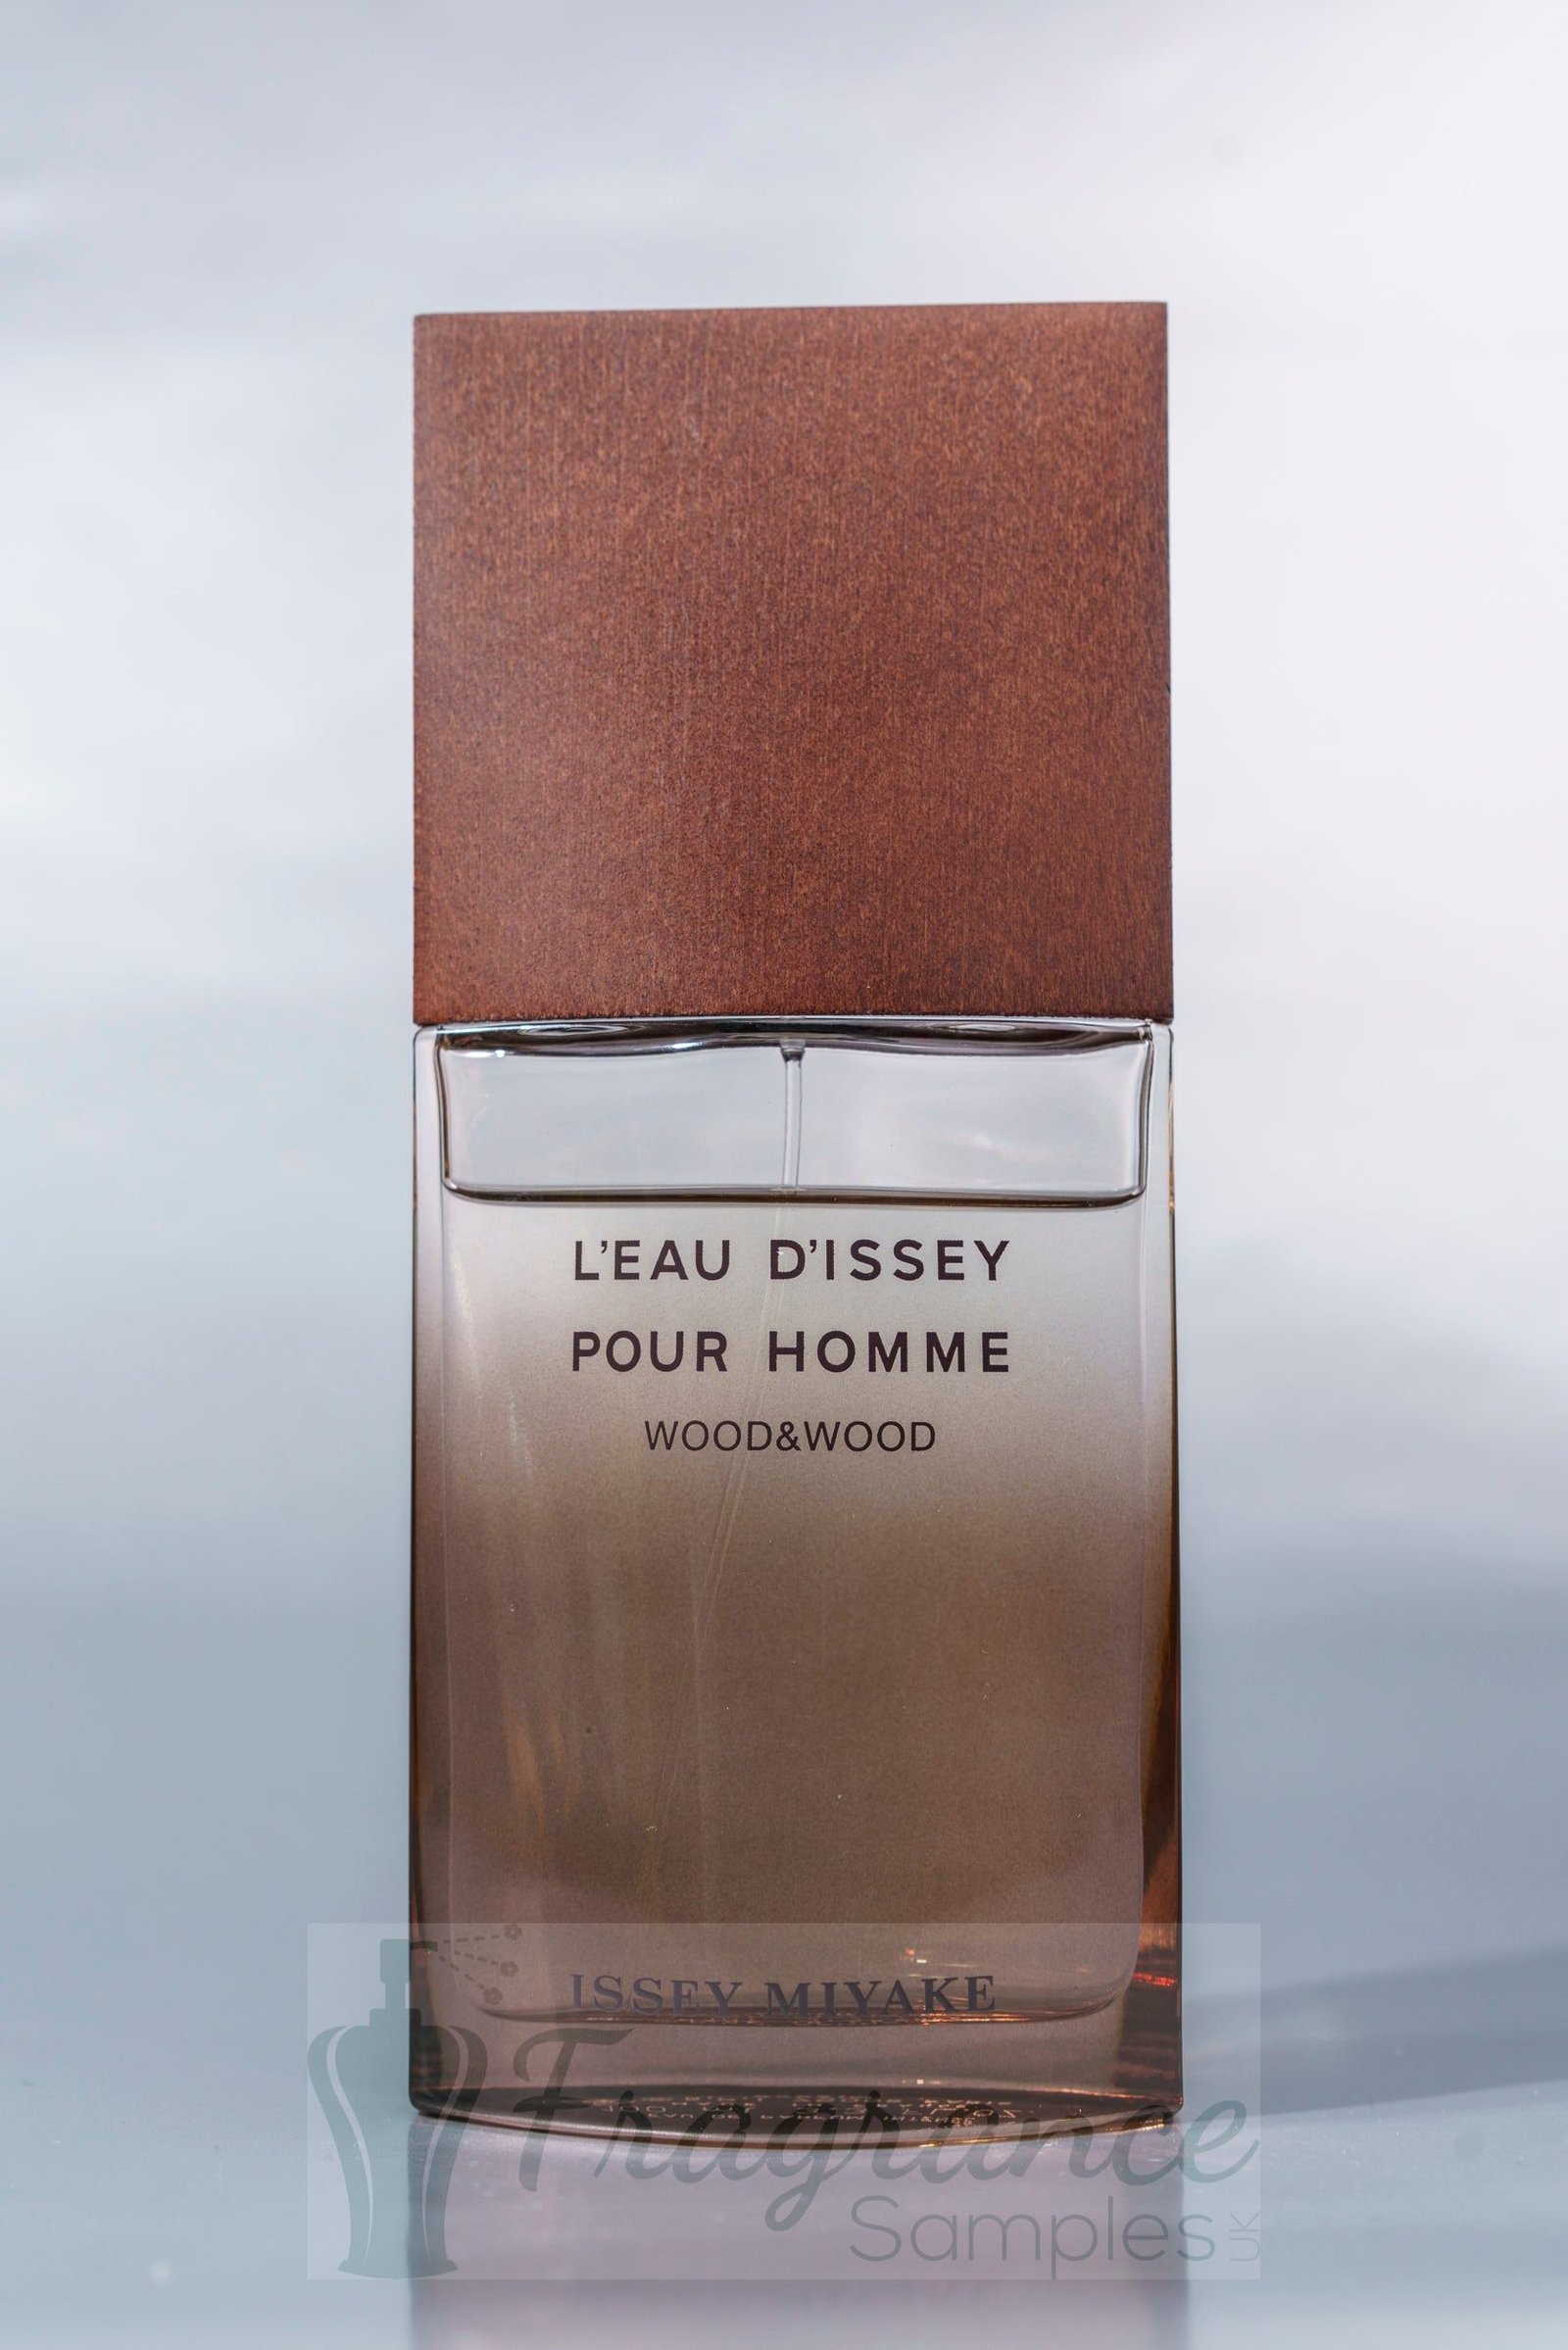 L'EAU D'ISSEY
POUR HOMME
WOOD&WOOD
ISSEY MIYAKE
Fragrance
Samples UK